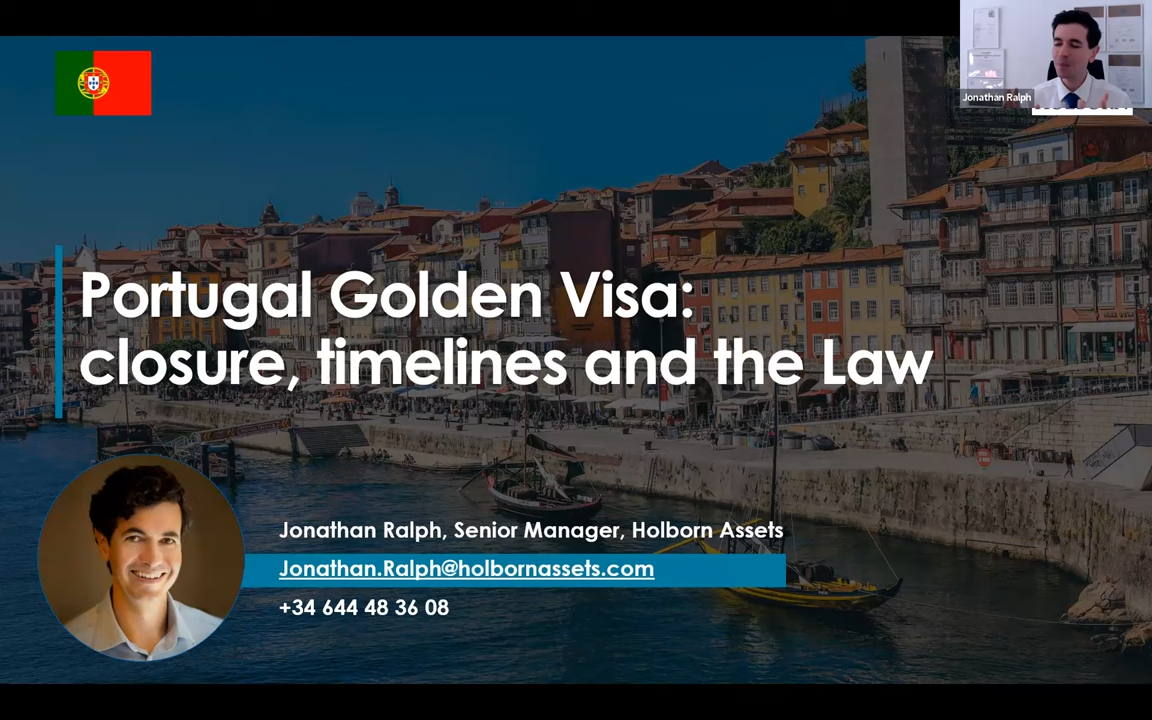 Jonathan Ralph
Portugal Golden Visa:
closure, timelines and the Law
Jonathan Ralph, Senior Manager, Holborn Assets
Jonathan.Ralph@holbornassets.com
+34 644 48 36 08